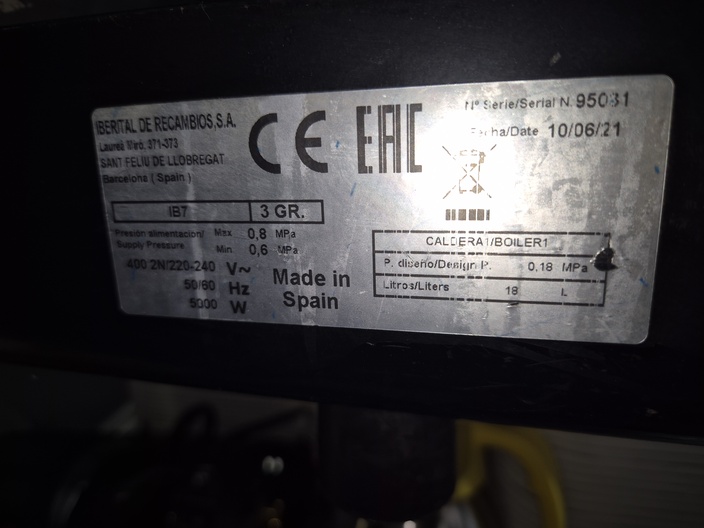 IBERITAL DE RECAMBIOS,S.A.
Laureà Miró, 371-373
SANT FELIU DE LLOBREGAT
Barcelona ( Spain )
CE EAC
Nº Serie/Serial N. 95031
Fecha/Date 10/06/21
IB7 3 GR.
Presión alimentación/ Max 0,8 MPa
Supply Pressure Min 0,6 MPa
400 2N/220-240 V~
50/60 Hz
5000 W
Made in
Spain
CALDERA1/BOILER1
P. diseño/Design P. 0,18 MPa
Litros/Liters 18 L